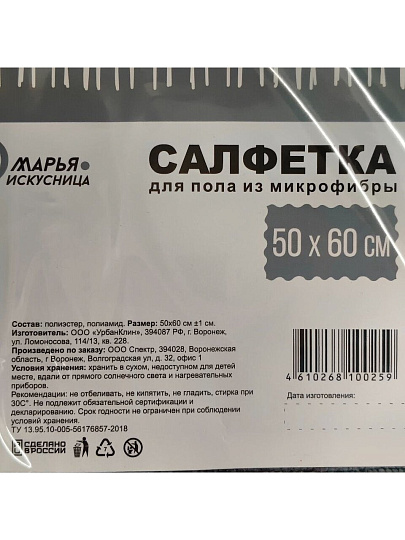 МАРЬЯ
ИСКУСНИЦА
САЛФЕТКА
для пола из микрофибры
50 х 60 см
Состав: полиэстер, полиамид. Размер: 50х60 см ±1 см.
Изготовитель: ООО «УрбанКлин», 394087 РФ, г. Воронеж,
ул. Ломоносова, 114/13, кв. 228.
Произведено по заказу: ООО Спектр, 394028, Воронежская
область, г Воронеж, Волгоградская ул, д. 32, офис 1
Условия хранения: хранить в сухом, недоступном для детей
месте, вдали от прямого солнечного света и нагревательных
приборов.
Рекомендации: не отбеливать, не кипятить, не гладить, стирка при
30С°. Не подлежит обязательной сертификации и
декларированию. Срок годности не ограничен при соблюдении
условий хранения.
ТУ 13.95.10-005-56176857-2018
СДЕЛАНО
В РОССИИ
4 610268 100259
Дата изготовления: